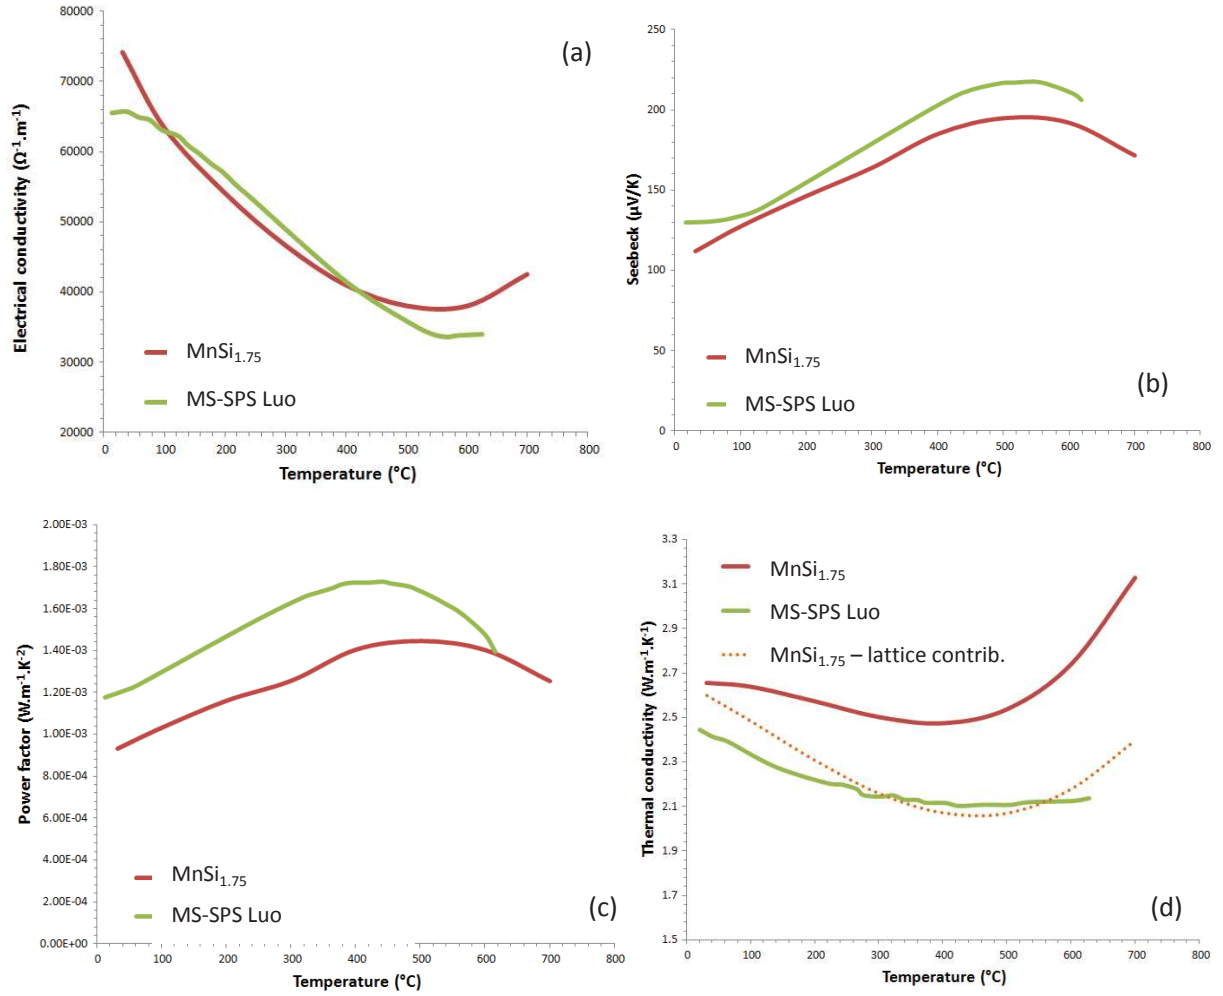 80000
70000
60000
50000
40000
30000
20000
Electrical conductivity (Ω⁻¹.m⁻¹)
(a)
MnSi₁.₇₅
MS-SPS Luo
0 100 200 300 400 500 600 700 800
Temperature (°C)
250
200
150
100
50
0
Seebeck (µV/K)
MnSi₁.₇₅
MS-SPS Luo
(b)
0 100 200 300 400 500 600 700 800
Temperature (°C)
2.00E-03
1.80E-03
1.60E-03
1.40E-03
1.20E-03
1.00E-03
8.00E-04
6.00E-04
4.00E-04
2.00E-04
0.00E+00
Power factor (W.m⁻¹.K⁻²)
MnSi₁.₇₅
MS-SPS Luo
(c)
0 100 200 300 400 500 600 700 800
Temperature (°C)
3.3
3.1
2.9
2.7
2.5
2.3
2.1
1.9
1.7
1.5
Thermal conductivity (W.m⁻¹.K⁻¹)
MnSi₁.₇₅
MS-SPS Luo
MnSi₁.₇₅ – lattice contrib.
(d)
0 100 200 300 400 500 600 700 800
Temperature (°C)